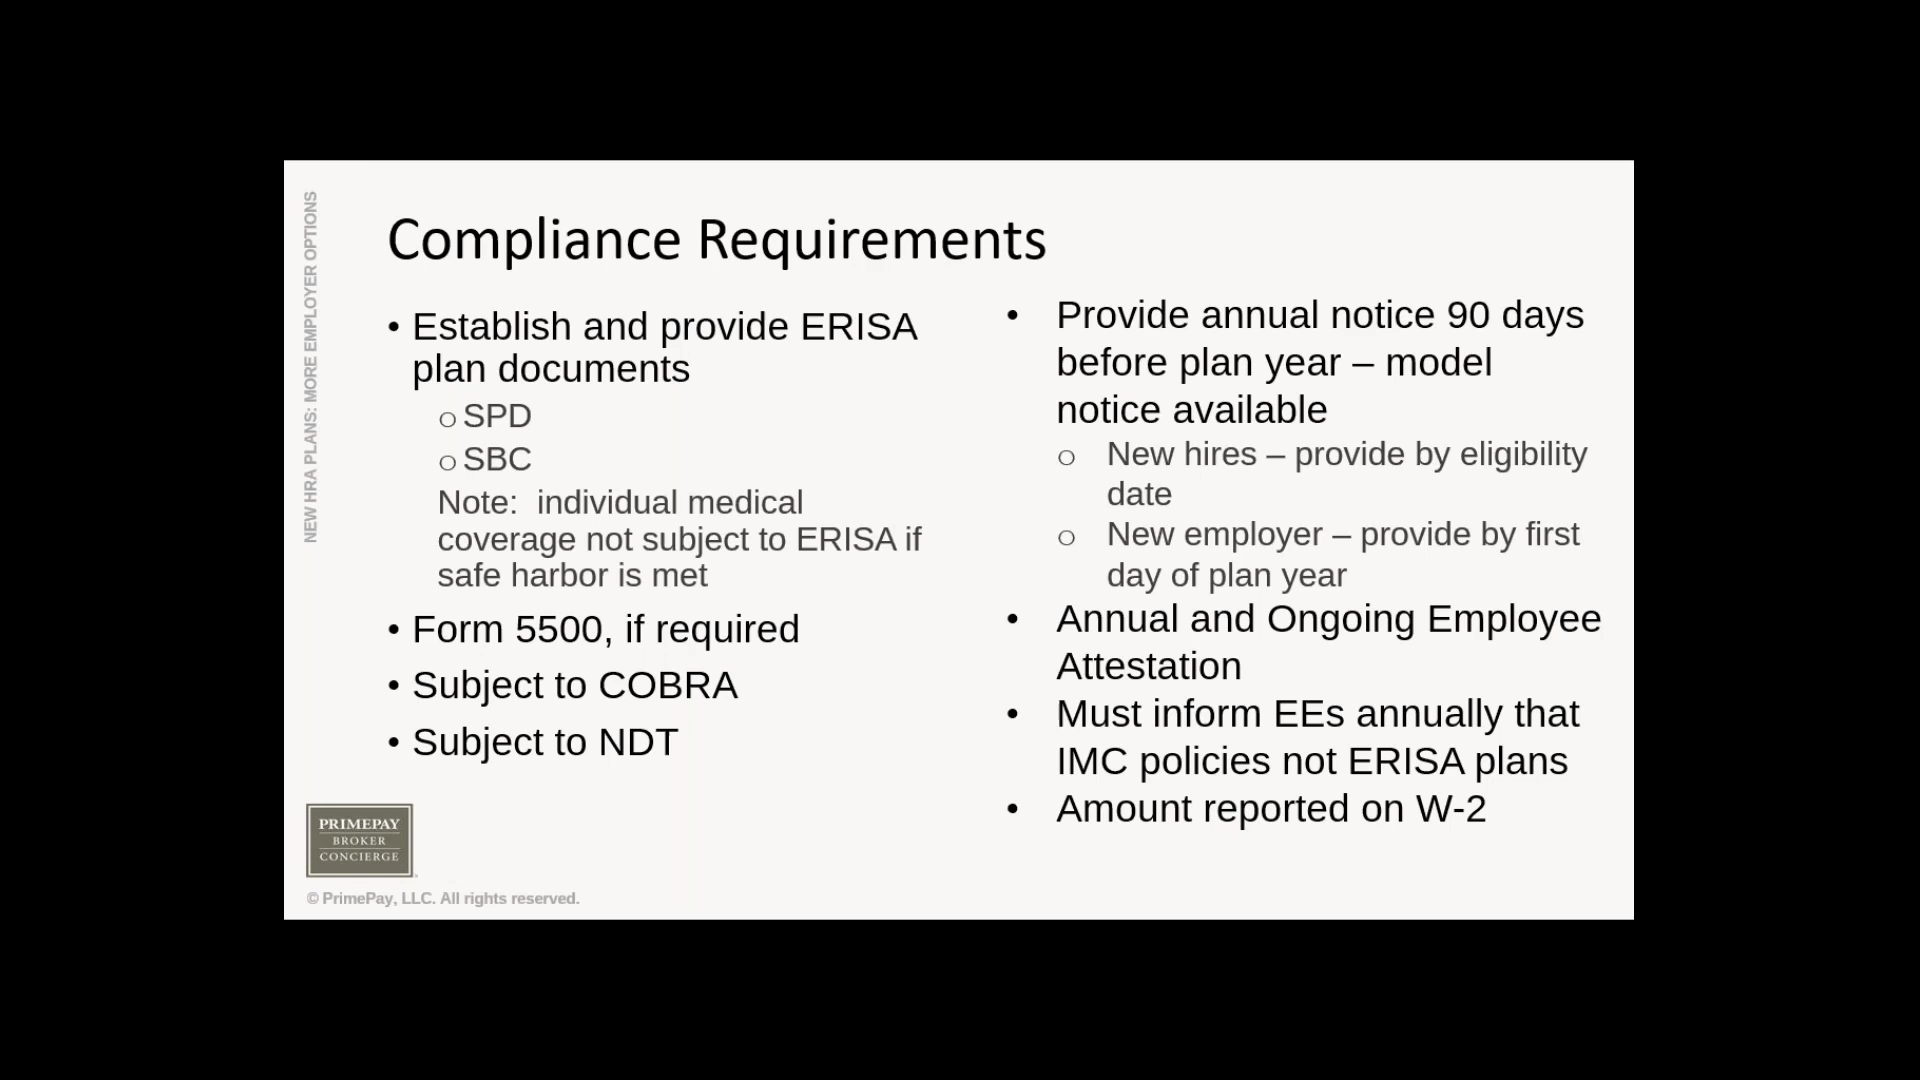 NEW HRA PLANS: MORE EMPLOYER OPTIONS
Compliance Requirements
• Establish and provide ERISA
plan documents
o SPD
o SBC
Note:  individual medical
coverage not subject to ERISA if
safe harbor is met
• Form 5500, if required
• Subject to COBRA
• Subject to NDT
• Provide annual notice 90 days
before plan year – model
notice available
o New hires – provide by eligibility
date
o New employer – provide by first
day of plan year
• Annual and Ongoing Employee
Attestation
• Must inform EEs annually that
IMC policies not ERISA plans
• Amount reported on W-2
PRIMEPAY
BROKER
CONCIERGE
© PrimePay, LLC. All rights reserved.